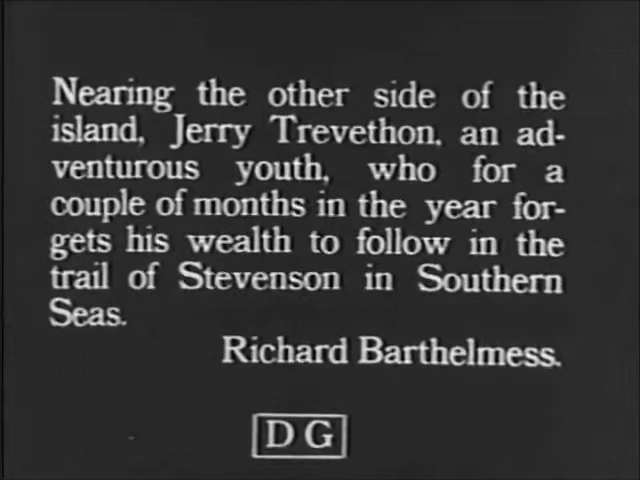 Nearing the other side of the
island, Jerry Trevethon, an ad-
venturous youth, who for a
couple of months in the year for-
gets his wealth to follow in the
trail of Stevenson in Southern
Seas.
Richard Barthelmess.
D G